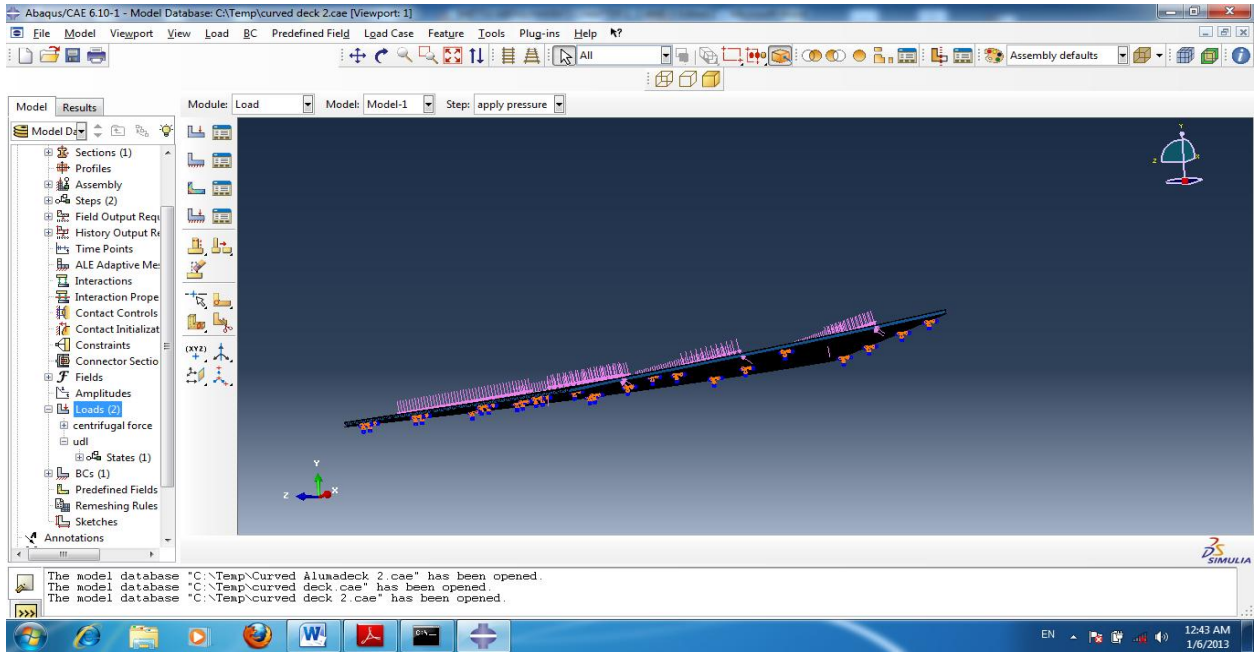 Abaqus/CAE 6.10-1 - Model Database: C:\Temp\curved deck 2.cae [Viewport: 1]
File Model Viewport View Load BC Predefined Field Load Case Feature Tools Plug-ins Help
All Assembly defaults
Model Results
Module: Load Model: Model-1 Step: apply pressure
Model Da
Sections (1)
Profiles
Assembly
Steps (2)
Field Output Requ
History Output Re
Time Points
ALE Adaptive Me
Interactions
Interaction Prope
Contact Controls
Contact Initializat
Constraints
Connector Sectio
Fields
Amplitudes
Loads (2)
centrifugal force
udl
States (1)
BCs (1)
Predefined Fields
Remeshing Rules
Sketches
Annotations
(XYZ)
Y
Z X
Y
Z X
SIMULIA
The model database "C:\Temp\Curved Alumadeck 2.cae" has been opened.
The model database "C:\Temp\curved deck.cae" has been opened.
The model database "C:\Temp\curved deck 2.cae" has been opened.
>>>
W
EN
12:43 AM
1/6/2013